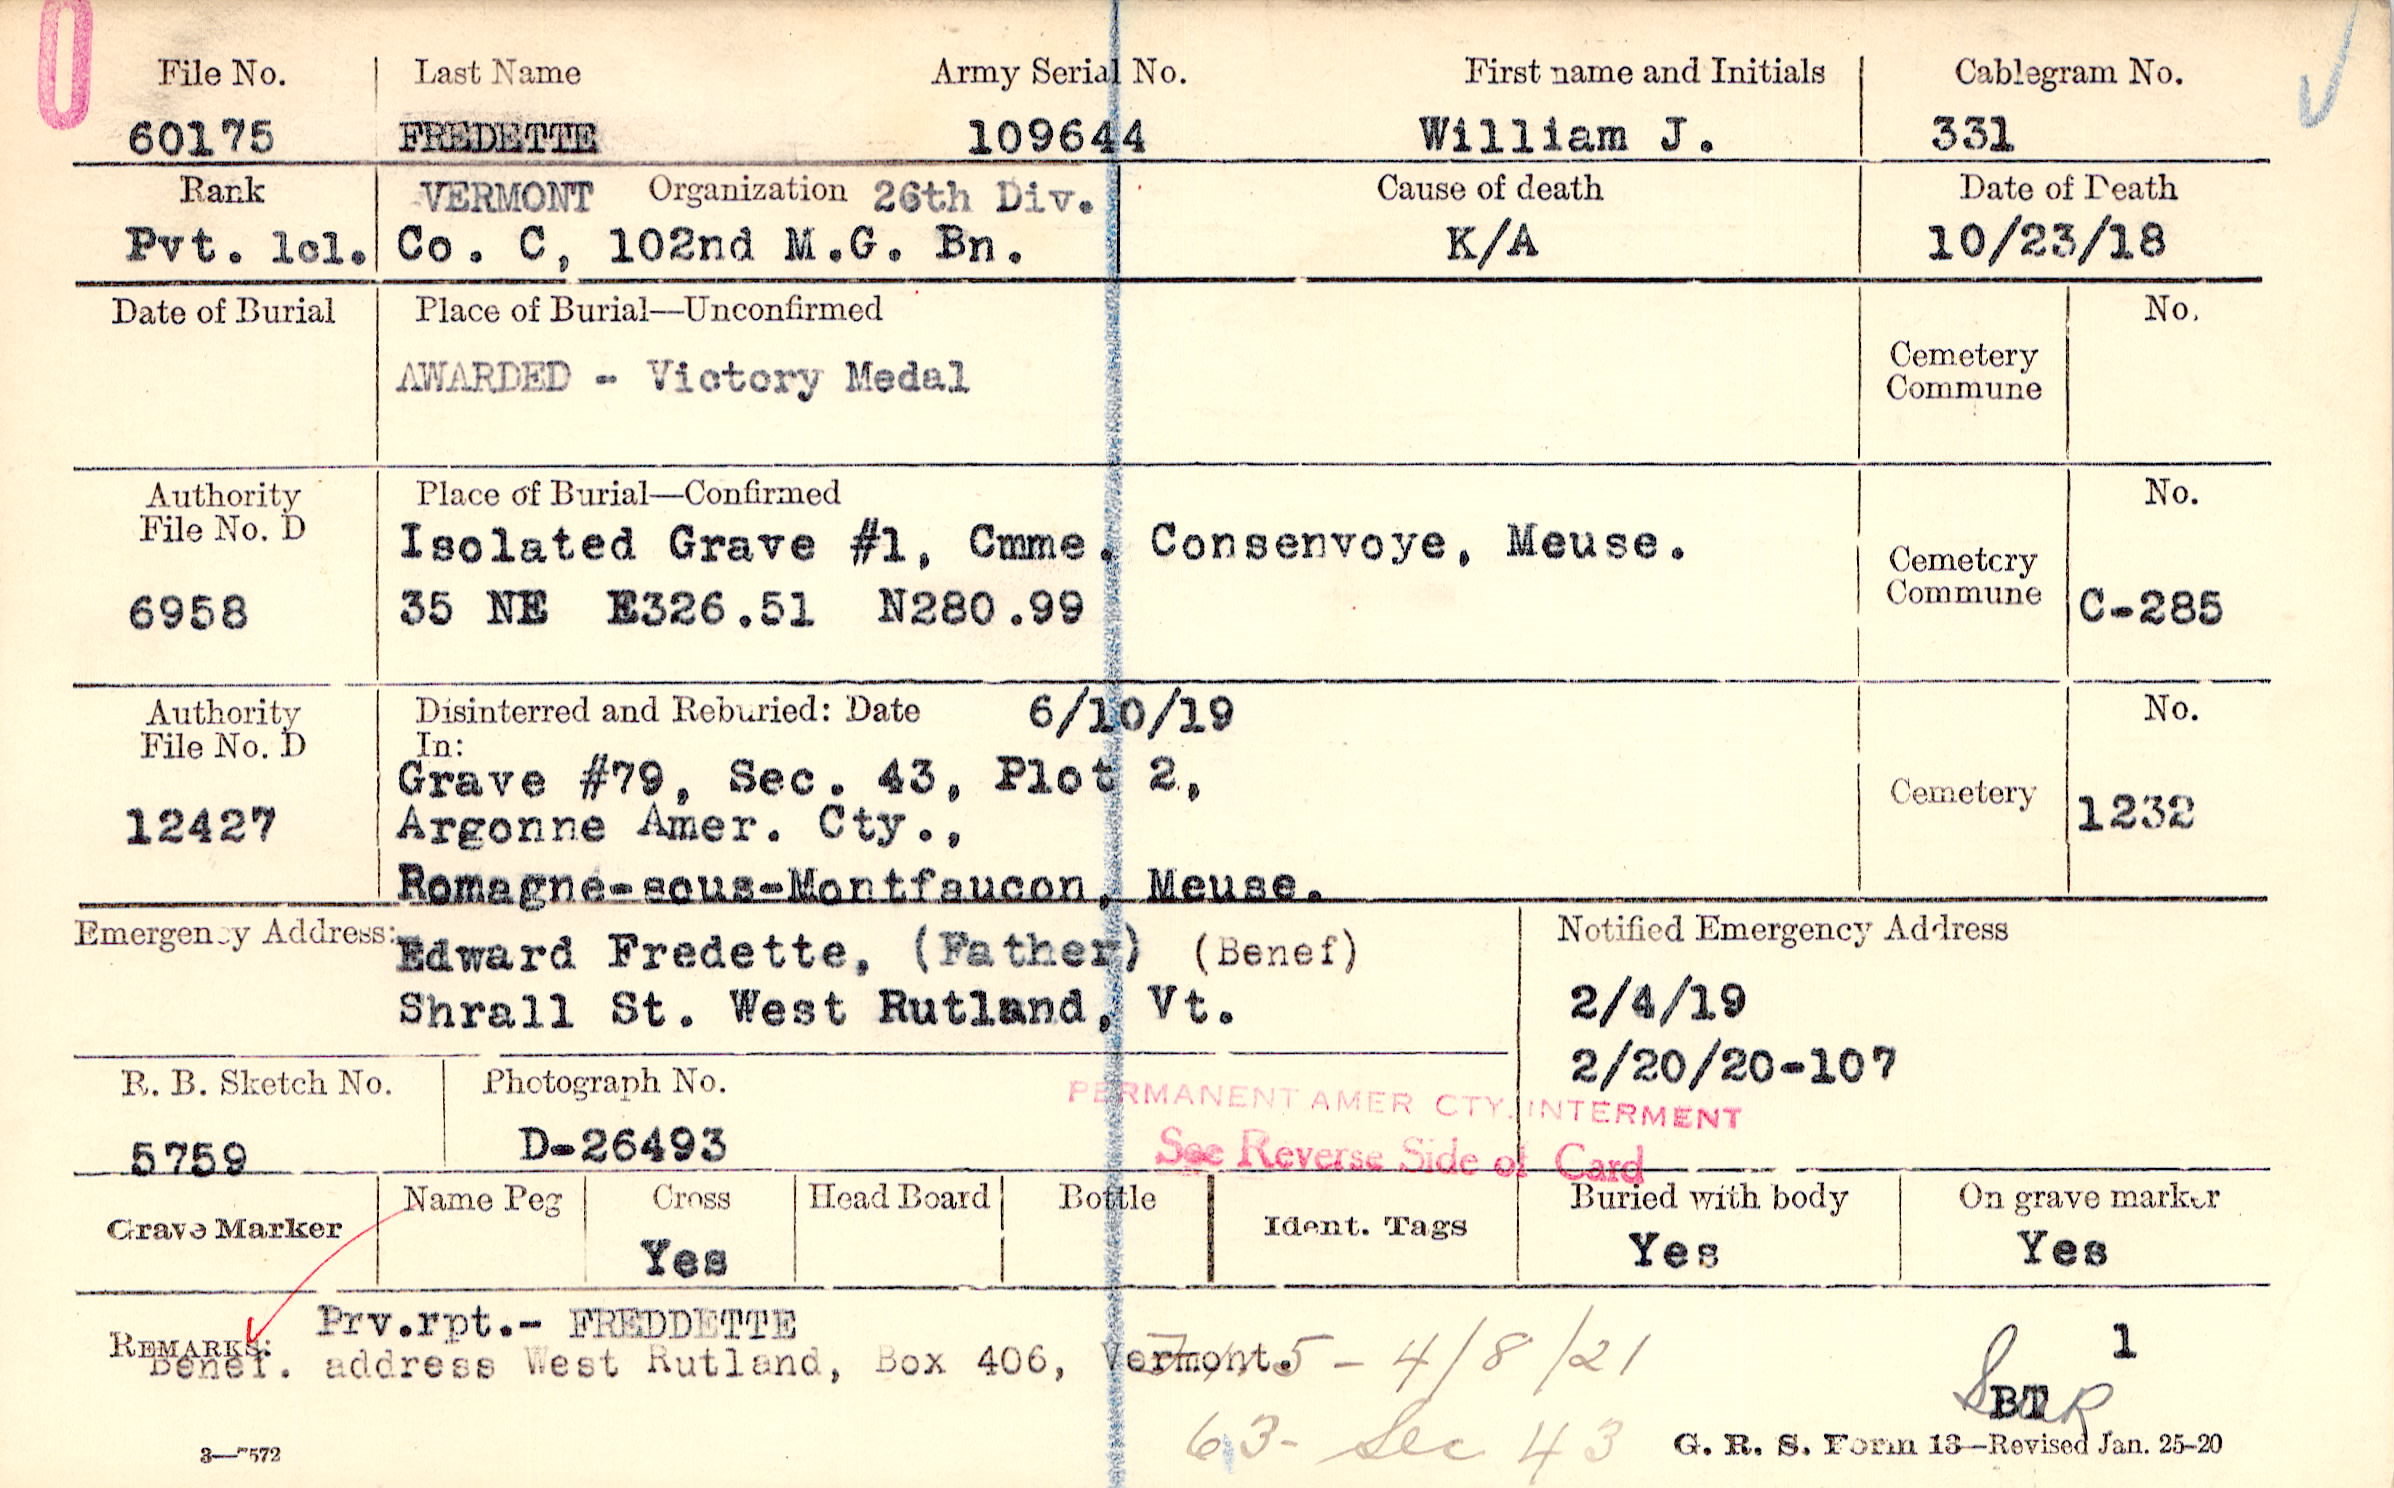 File No. Last Name Army Serial No. First name and Initials Cablegram No.
60175 FREDETTE 109644 William J. 331
Rank VERMONT Organization 26th Div. Cause of death Date of Death
Pvt. 1cl. Co. C, 102nd M.G. Bn. K/A 10/23/18
Date of Burial Place of Burial—Unconfirmed No.
AWARDED - Victory Medal
Cemetery
Commune
Authority Place of Burial—Confirmed No.
File No. D
Isolated Grave #1, Cmme. Consenvoye, Meuse.
Cemetery
Commune
6958 35 NE E326.51 N280.99 C-285
Authority Disinterred and Reburied: Date 6/10/19 No.
File No. D In:
Grave #79, Sec. 43, Plot 2,
Cemetery
12427 Argonne Amer. Cty., 1232
Romagne-sous-Montfaucon, Meuse.
Emergency Address: Notified Emergency Address
Edward Fredette, (Father) (Benef)
Shrall St. West Rutland, Vt. 2/4/19
2/20/20-107
R. B. Sketch No. Photograph No.
PERMANENT AMER CTY. INTERMENT
5759 D-26493 See Reverse Side of Card
Grave Marker Name Peg Cross Head Board Bottle Ident. Tags Buried with body On grave marker
Yes Yes Yes
Prv.rpt.- FREDDETTE 1
REMARKS:
Benef. address West Rutland, Box 406, Vermont. 5 - 4/8/21
BT
63- Sec 43
3—7572 G. R. S. Form 13—Revised Jan. 25-20